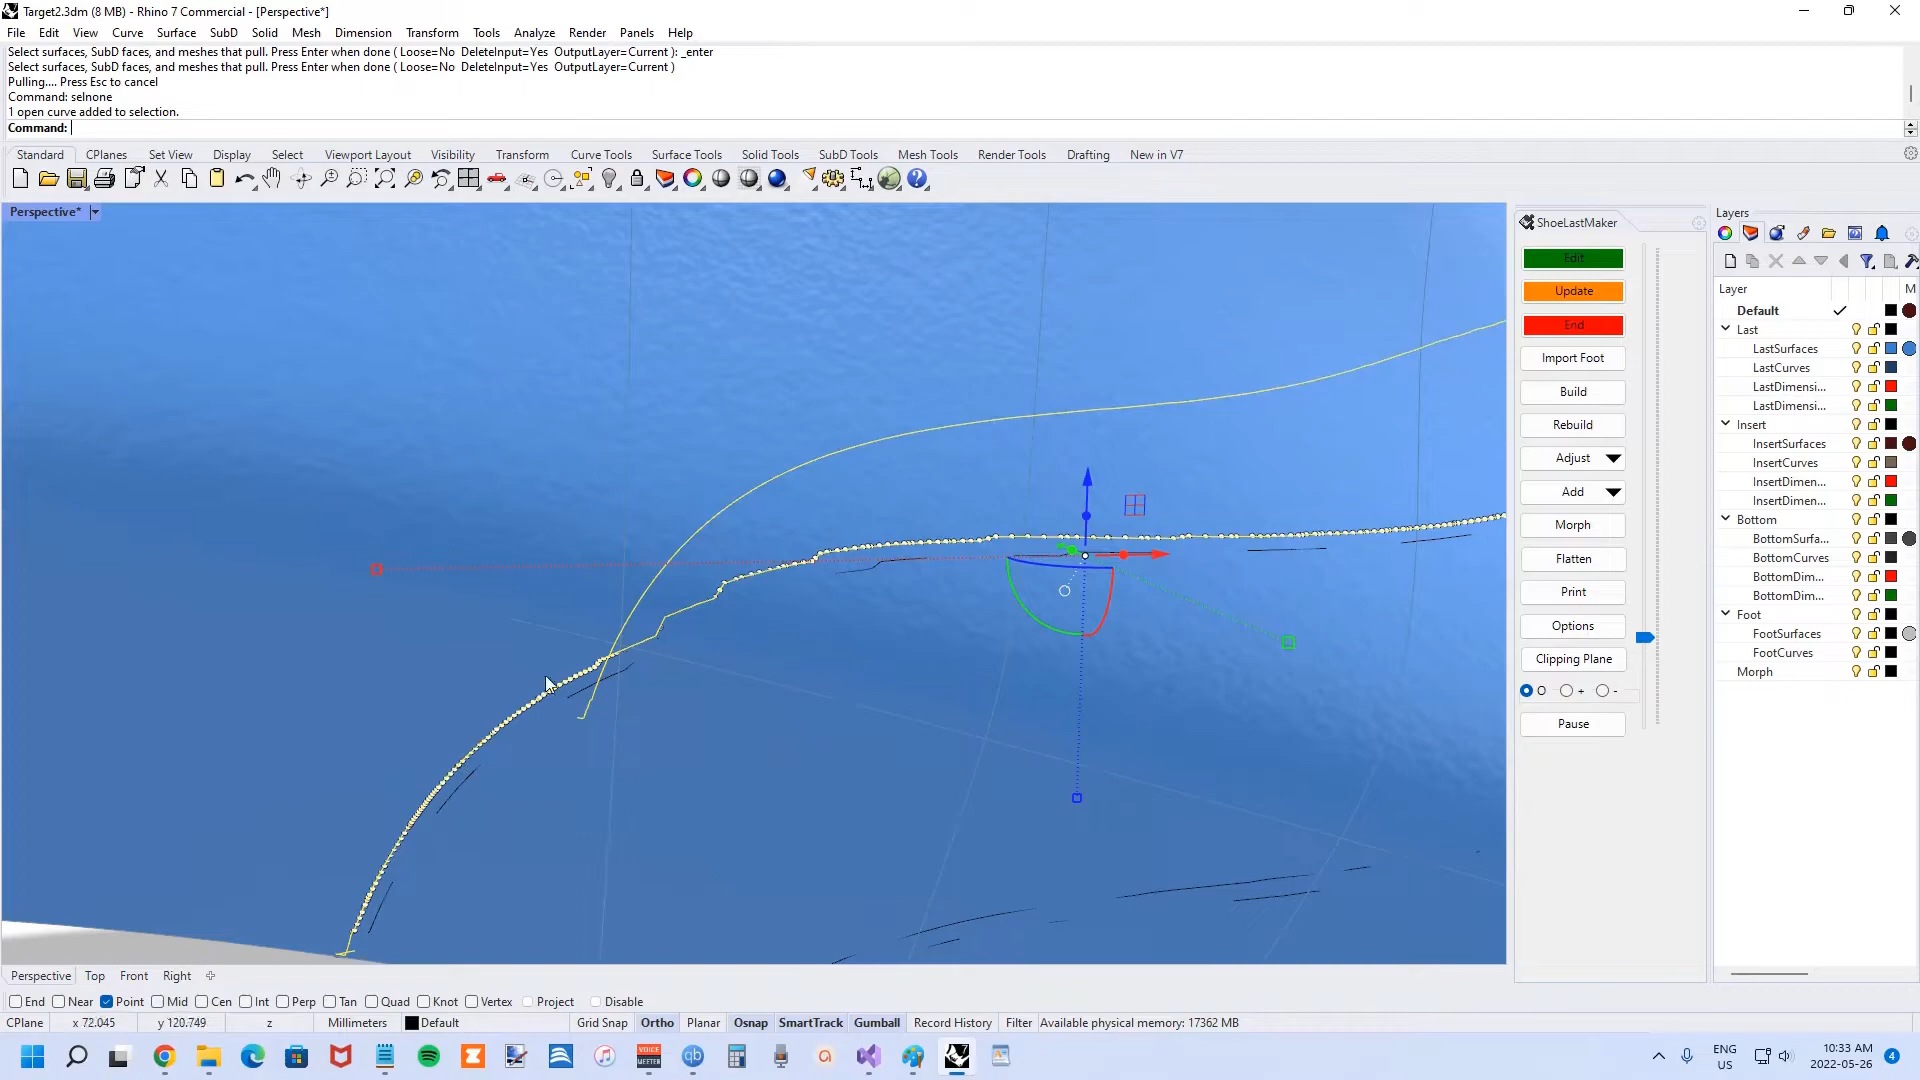 Target2.3dm (8 MB) - Rhino 7 Commercial - [Perspective*]
File Edit View Curve Surface SubD Solid Mesh Dimension Transform Tools Analyze Render Panels Help
Select surfaces, SubD faces, and meshes that pull. Press Enter when done ( Loose=No DeleteInput=Yes OutputLayer=Current ): _enter
Select surfaces, SubD faces, and meshes that pull. Press Enter when done ( Loose=No DeleteInput=Yes OutputLayer=Current )
Pulling.... Press Esc to cancel
Command: selnone
1 open curve added to selection.
Command:
Standard CPlanes Set View Display Select Viewport Layout Visibility Transform Curve Tools Surface Tools Solid Tools SubD Tools Mesh Tools Render Tools Drafting New in V7
Perspective*
ShoeLastMaker
Edit
Update
End
Import Foot
Build
Rebuild
Adjust
Add
Morph
Flatten
Print
Options
Clipping Plane
O + -
Pause
Layers
Layer M
Default
Last
LastSurfaces
LastCurves
LastDimensi...
LastDimensi...
Insert
InsertSurfaces
InsertCurves
InsertDimen...
InsertDimen...
Bottom
BottomSurfa...
BottomCurves
BottomDim...
BottomDim...
Foot
FootSurfaces
FootCurves
Morph
Perspective Top Front Right
End Near Point Mid Cen Int Perp Tan Quad Knot Vertex Project Disable
CPlane x 72.045 y 120.749 z Millimeters Default Grid Snap Ortho Planar Osnap SmartTrack Gumball Record History Filter Available physical memory: 17362 MB
VOICE MEETER
qb
ENG
US
10:33 AM
2022-05-26
4